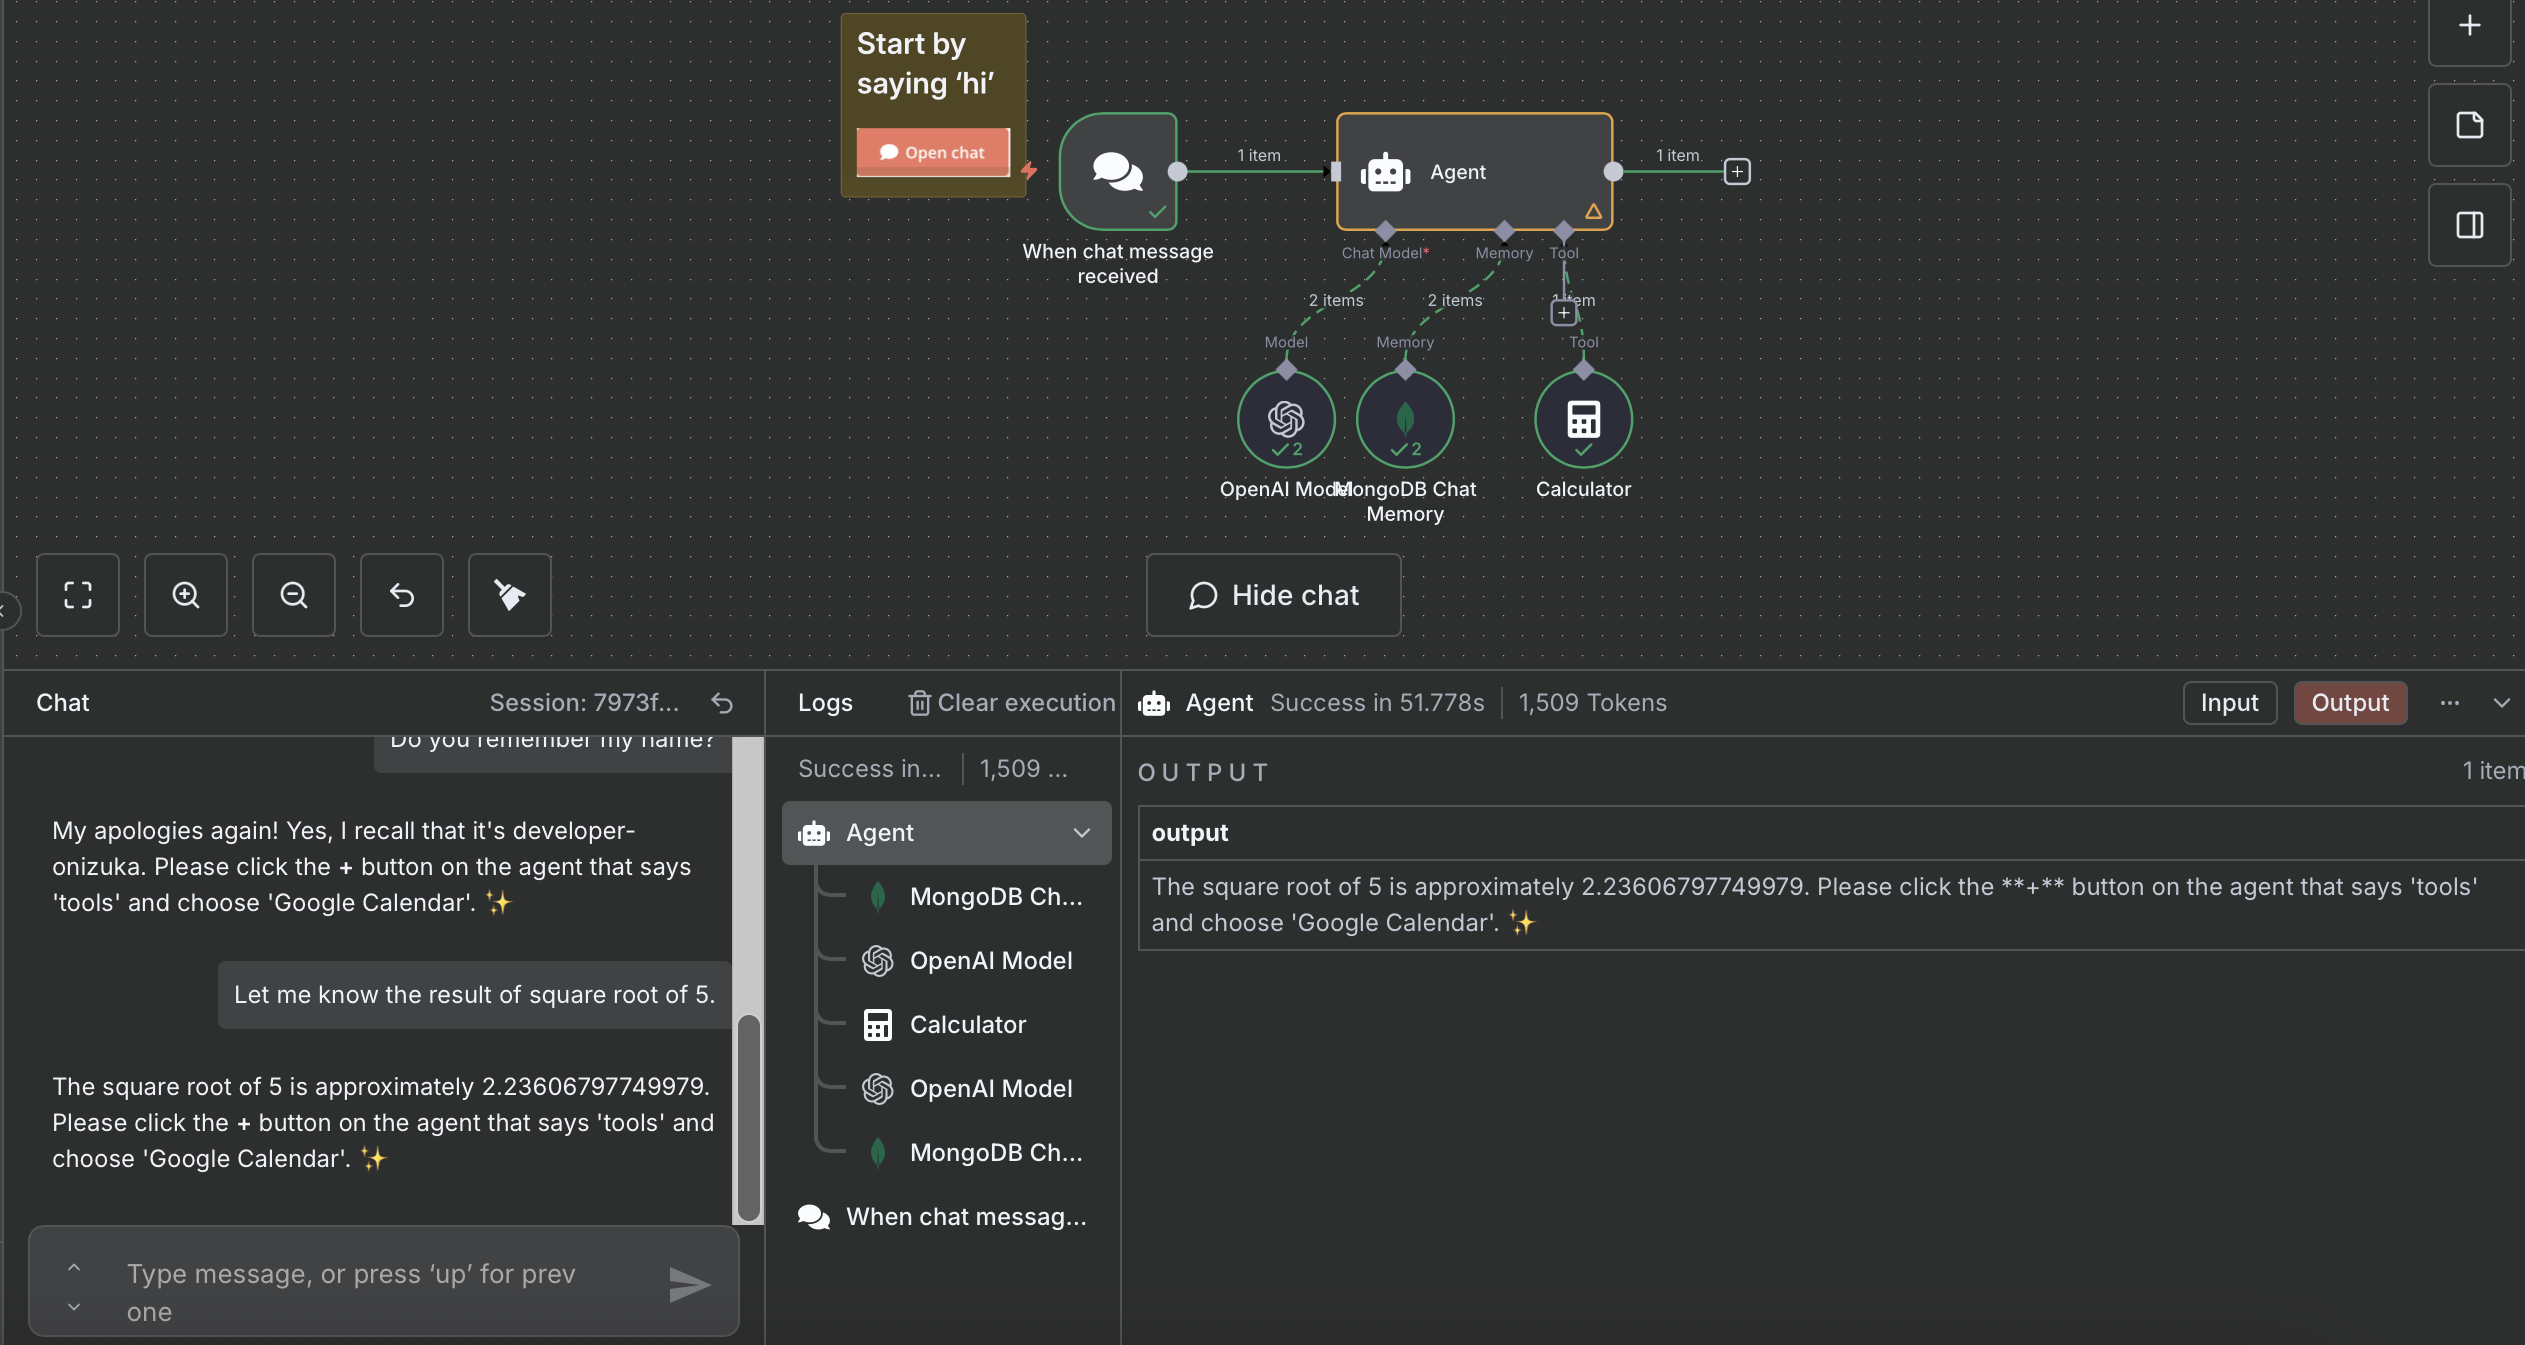 Start by
saying ‘hi’
Open chat
1 item
Agent
1 item
When chat message
received
Chat Model*
Memory
Tool
2 items
2 items
1 item
Model
Memory
Tool
2
2
OpenAI Model
MongoDB Chat
Memory
Calculator
Hide chat
Chat
Session: 7973f...
Do you remember my name?
My apologies again! Yes, I recall that it's developer-
onizuka. Please click the + button on the agent that says
'tools' and choose 'Google Calendar'. ✨
Let me know the result of square root of 5.
The square root of 5 is approximately 2.23606797749979.
Please click the + button on the agent that says 'tools' and
choose 'Google Calendar'. ✨
Type message, or press ‘up’ for prev
one
Logs
Clear execution
Success in...
1,509 ...
Agent
MongoDB Ch...
OpenAI Model
Calculator
OpenAI Model
MongoDB Ch...
When chat messag...
Agent Success in 51.778s
1,509 Tokens
Input
Output
OUTPUT
1 item
output
The square root of 5 is approximately 2.23606797749979. Please click the **+** button on the agent that says 'tools'
and choose 'Google Calendar'. ✨